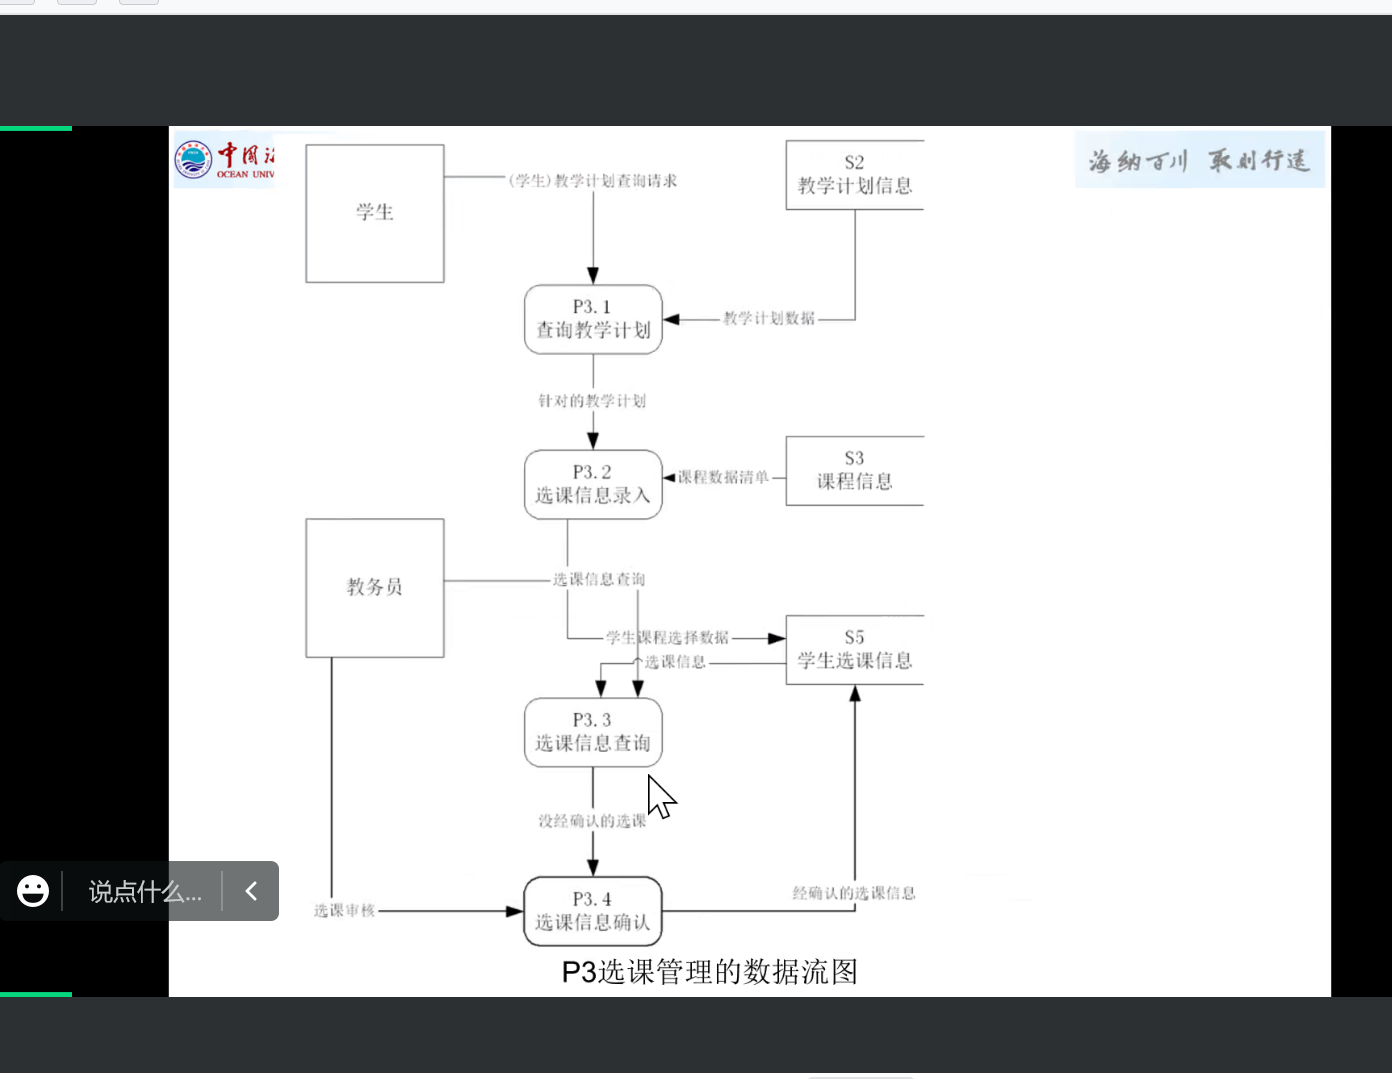 中国
OCEAN UNIV
海纳百川 取则行远
学生
(学生)教学计划查询请求
S2
教学计划信息
P3.1
查询教学计划
教学计划数据
针对的教学计划
P3.2
选课信息录入
课程数据清单
S3
课程信息
教务员
选课信息查询
学生课程选择数据
S5
学生选课信息
选课信息
P3.3
选课信息查询
没经确认的选课
说点什么...
选课审核
P3.4
选课信息确认
经确认的选课信息
P3选课管理的数据流图